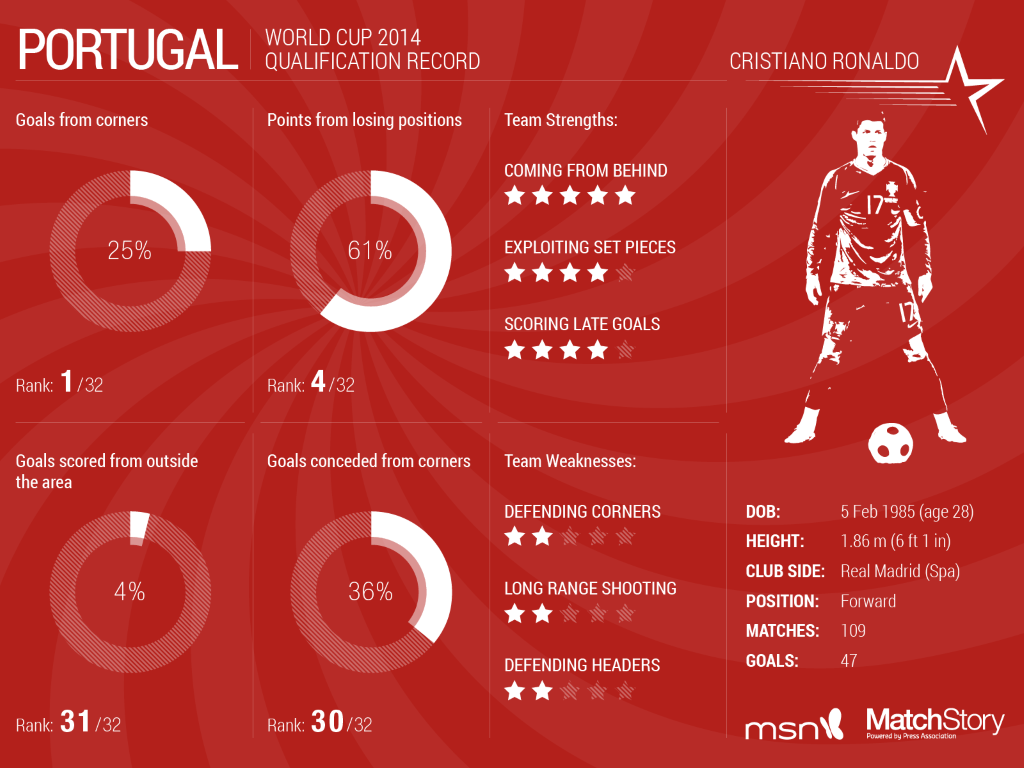 PORTUGAL
WORLD CUP 2014
QUALIFICATION RECORD
CRISTIANO RONALDO
Goals from corners
25%
Rank: 1/32
Points from losing positions
61%
Rank: 4/32
Team Strengths:
COMING FROM BEHIND
EXPLOITING SET PIECES
SCORING LATE GOALS
17
17
Goals scored from outside
the area
4%
Rank: 31/32
Goals conceded from corners
36%
Rank: 30/32
Team Weaknesses:
DEFENDING CORNERS
LONG RANGE SHOOTING
DEFENDING HEADERS
DOB: 5 Feb 1985 (age 28)
HEIGHT: 1.86 m (6 ft 1 in)
CLUB SIDE: Real Madrid (Spa)
POSITION: Forward
MATCHES: 109
GOALS: 47
msn
MatchStory
Powered by Press Association